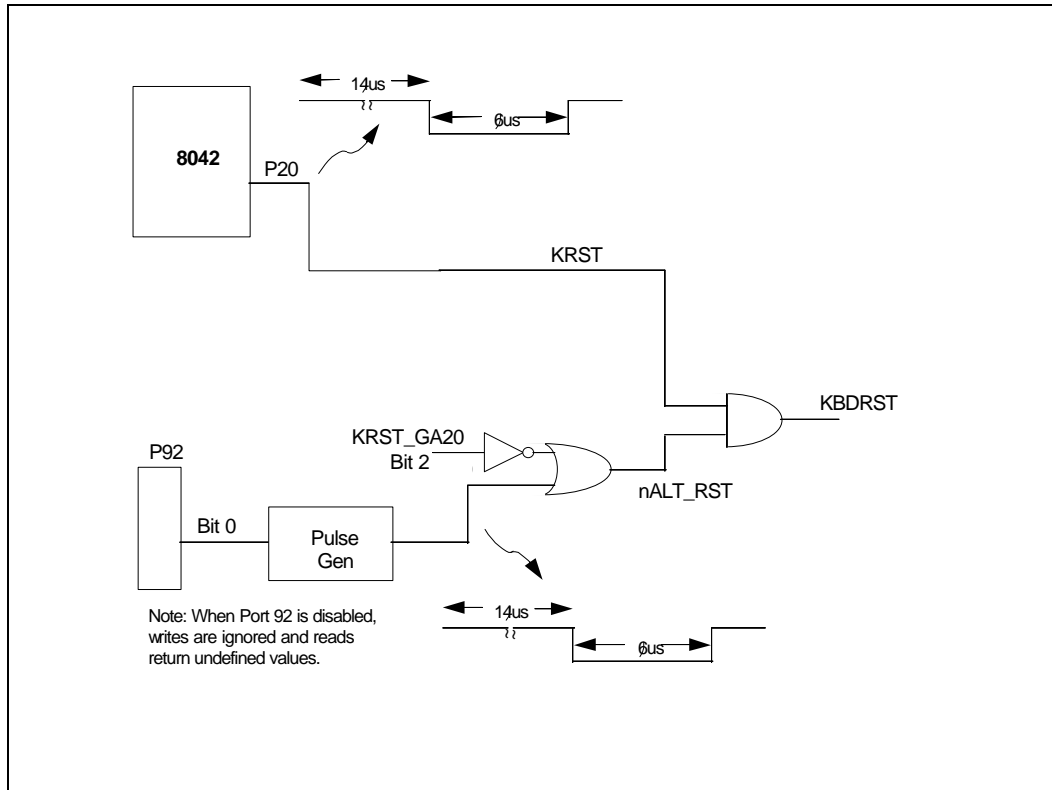 14us
6us
8042
P20
KRST
KBDRST
KRST_GA20
Bit 2
nALT_RST
P92
Bit 0
Pulse
Gen
14us
6us
Note: When Port 92 is disabled,
writes are ignored and reads
return undefined values.